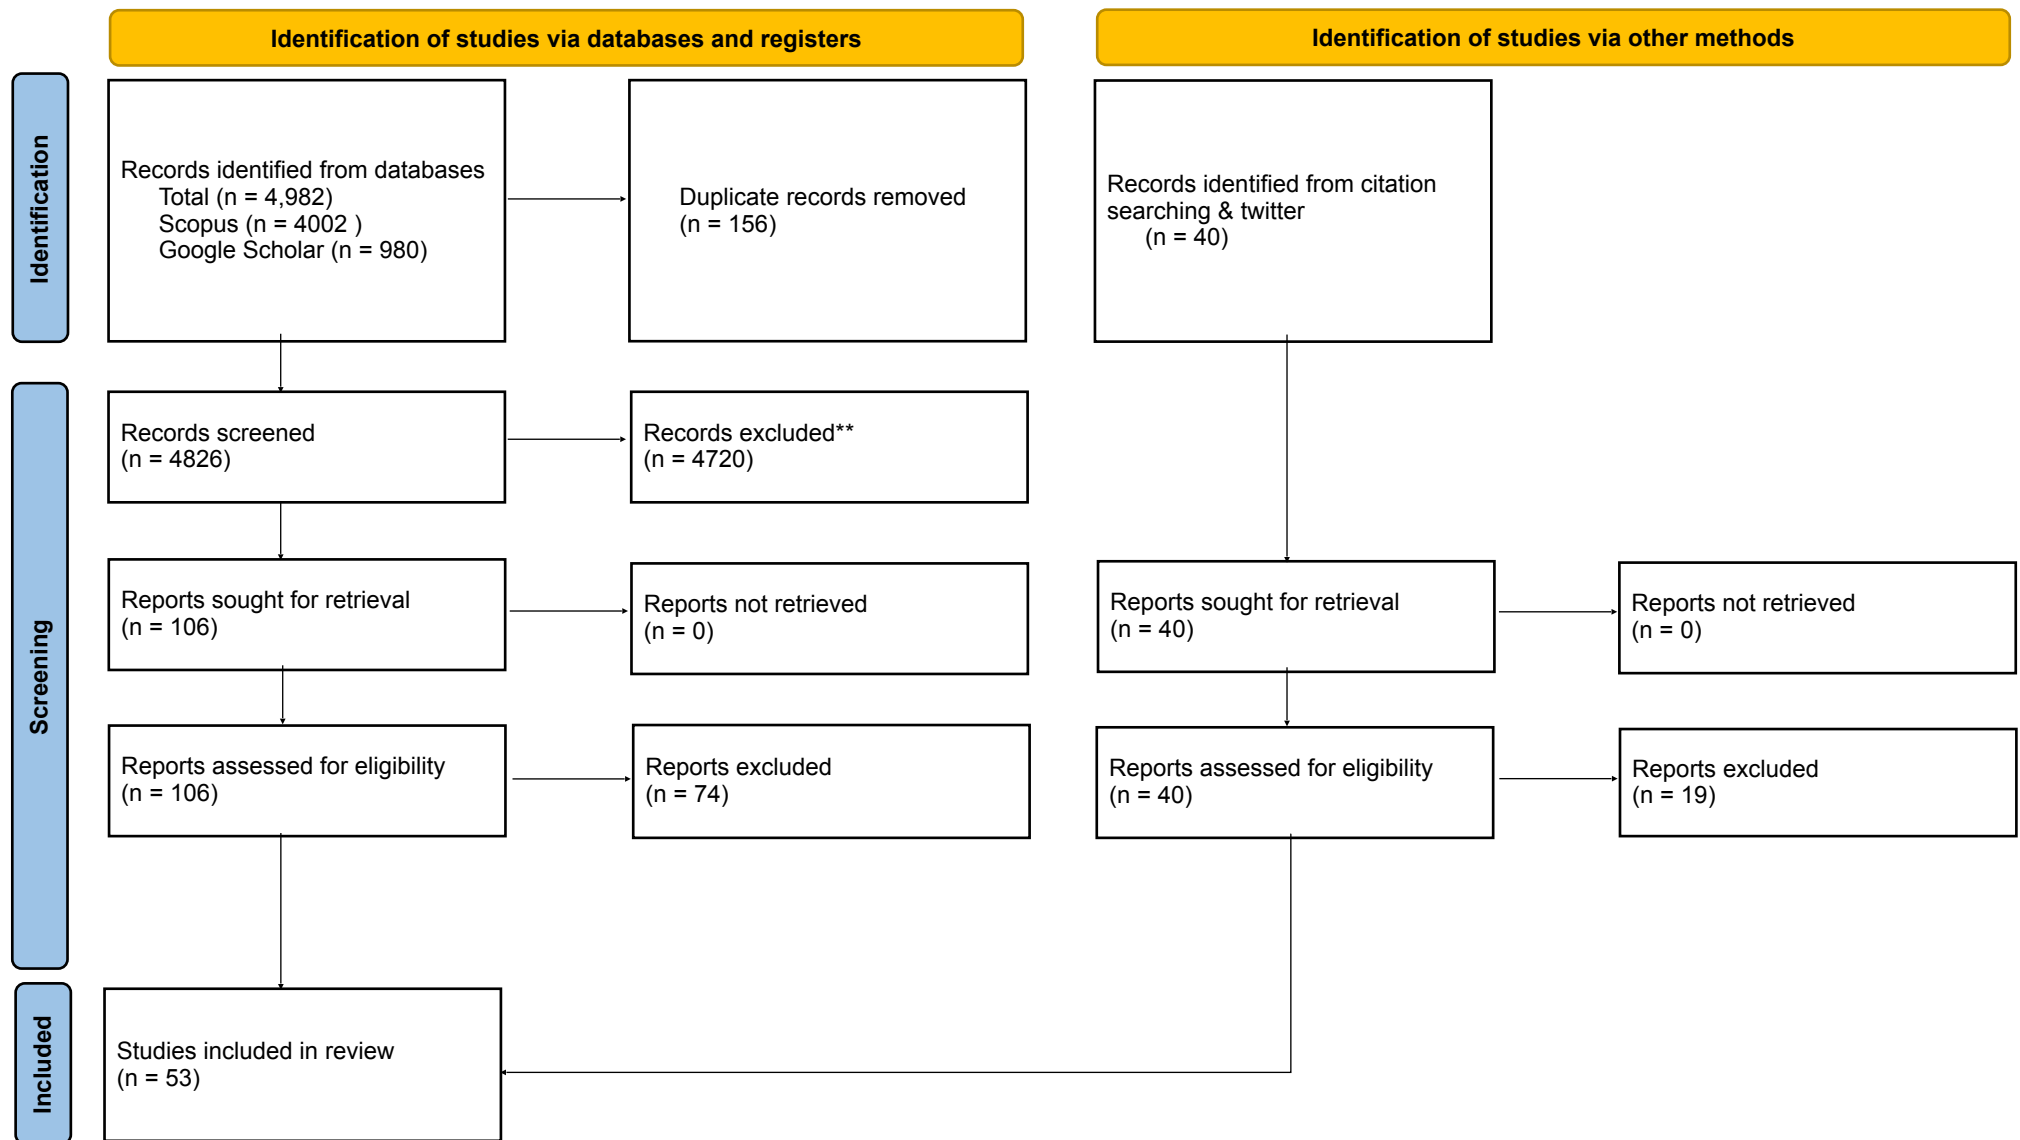 Identification of studies via databases and registers
Identification of studies via other methods
Identification
Records identified from databases
Total (n = 4,982)
Scopus (n = 4002 )
Google Scholar (n = 980)
Duplicate records removed
(n = 156)
Records identified from citation
searching & twitter
(n = 40)
Screening
Records screened
(n = 4826)
Records excluded**
(n = 4720)
Reports sought for retrieval
(n = 106)
Reports not retrieved
(n = 0)
Reports sought for retrieval
(n = 40)
Reports not retrieved
(n = 0)
Reports assessed for eligibility
(n = 106)
Reports excluded
(n = 74)
Reports assessed for eligibility
(n = 40)
Reports excluded
(n = 19)
Included
Studies included in review
(n = 53)